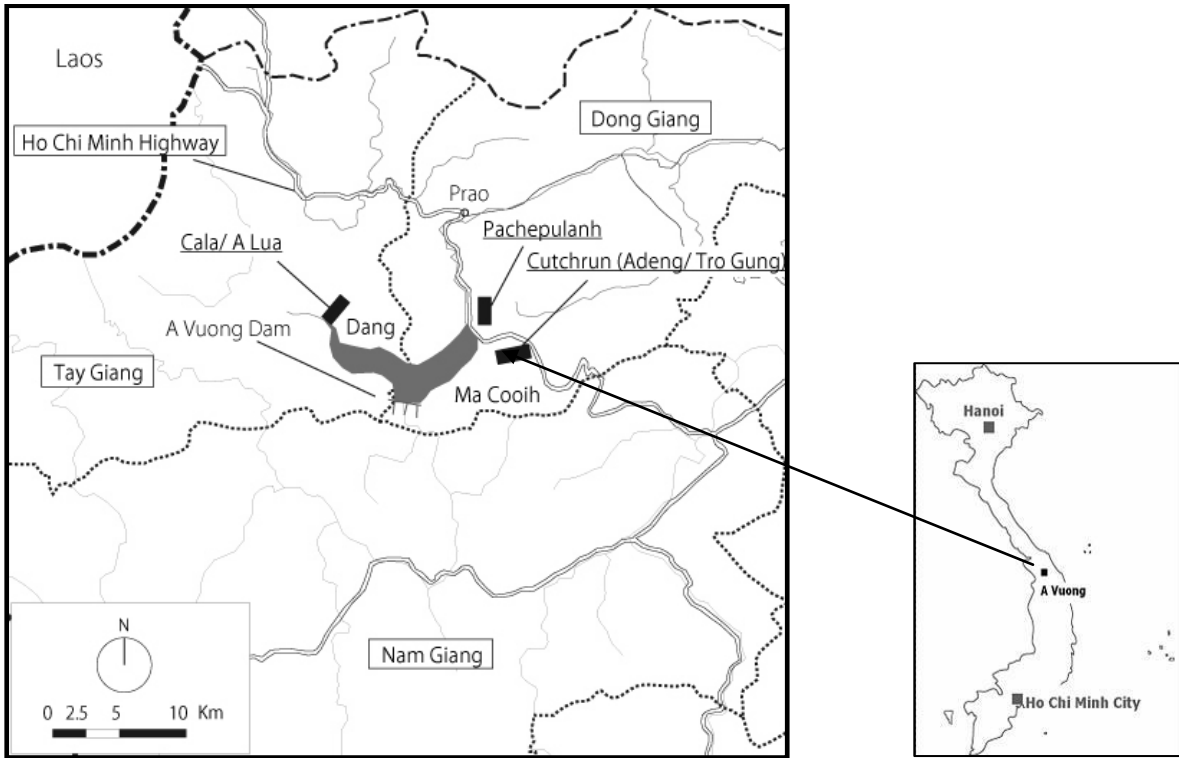 Laos
Dong Giang
Ho Chi Minh Highway
Prao
Pachepulanh
Cala/ A Lua
Cutchrun (Adeng/ Tro Gung)
A Vuong Dam
Dang
Tay Giang
Ma Cooih
Nam Giang
N
0 2.5 5 10 Km
Hanoi
A Vuong
Ho Chi Minh City